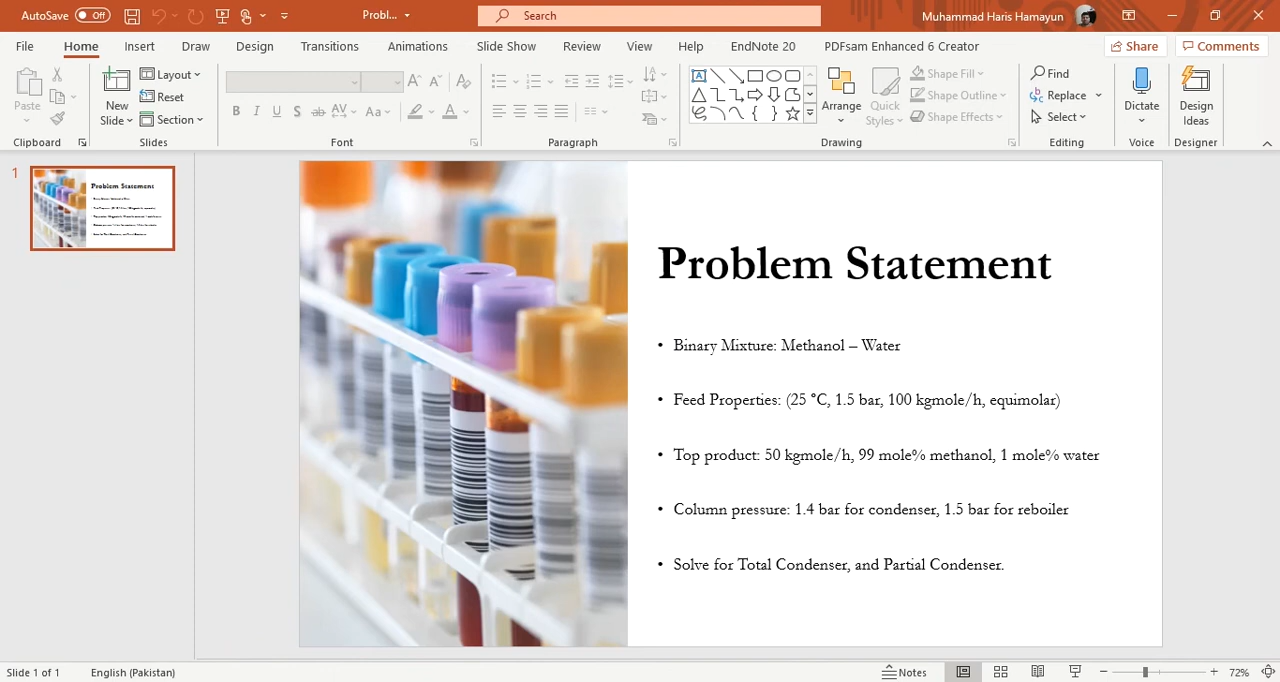 AutoSave Off Probl... Search Muhammad Haris Hamayun
File Home Insert Draw Design Transitions Animations Slide Show Review View Help EndNote 20 PDFsam Enhanced 6 Creator Share Comments
Paste New Slide Layout Reset Section Arrange Quick Styles Shape Fill Shape Outline Shape Effects Find Replace Select Dictate Design Ideas
Clipboard Slides Font Paragraph Drawing Editing Voice Designer
1
Problem Statement
Problem Statement
• Binary Mixture: Methanol – Water
• Feed Properties: (25 °C, 1.5 bar, 100 kgmole/h, equimolar)
• Top product: 50 kgmole/h, 99 mole% methanol, 1 mole% water
• Column pressure: 1.4 bar for condenser, 1.5 bar for reboiler
• Solve for Total Condenser, and Partial Condenser.
Slide 1 of 1 English (Pakistan) Notes 72%